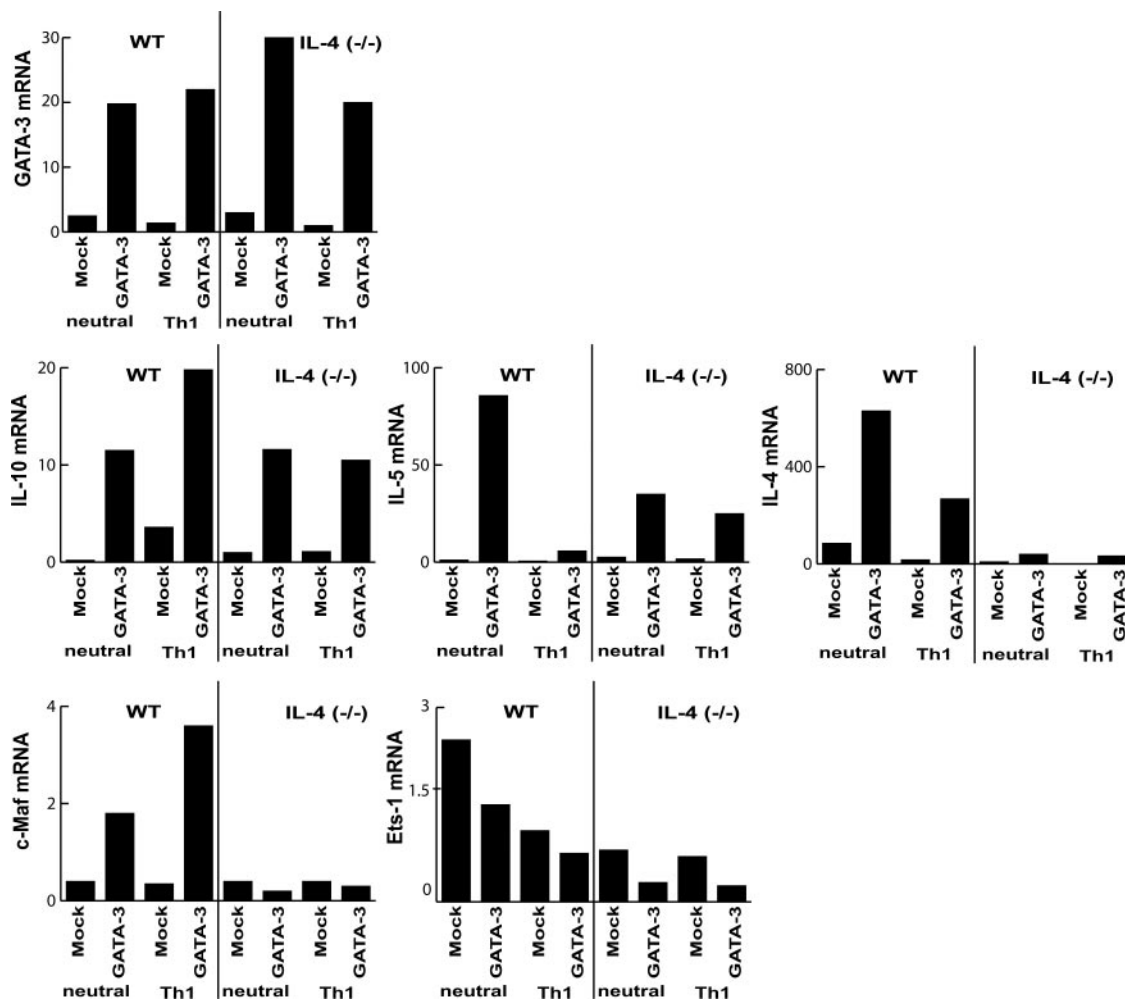 GATA-3 mRNA
30
20
10
0
WT
IL-4 (-/-)
Mock
GATA-3
Mock
GATA-3
Mock
GATA-3
Mock
GATA-3
neutral Th1 neutral Th1
IL-10 mRNA
20
10
0
WT
IL-4 (-/-)
Mock
GATA-3
Mock
GATA-3
Mock
GATA-3
Mock
GATA-3
neutral Th1 neutral Th1
IL-5 mRNA
100
50
0
WT
IL-4 (-/-)
Mock
GATA-3
Mock
GATA-3
Mock
GATA-3
Mock
GATA-3
neutral Th1 neutral Th1
IL-4 mRNA
800
400
0
WT
IL-4 (-/-)
Mock
GATA-3
Mock
GATA-3
Mock
GATA-3
Mock
GATA-3
neutral Th1 neutral Th1
c-Maf mRNA
4
2
0
WT
IL-4 (-/-)
Mock
GATA-3
Mock
GATA-3
Mock
GATA-3
Mock
GATA-3
neutral Th1 neutral Th1
Ets-1 mRNA
3
1.5
0
WT
IL-4 (-/-)
Mock
GATA-3
Mock
GATA-3
Mock
GATA-3
Mock
GATA-3
neutral Th1 neutral Th1